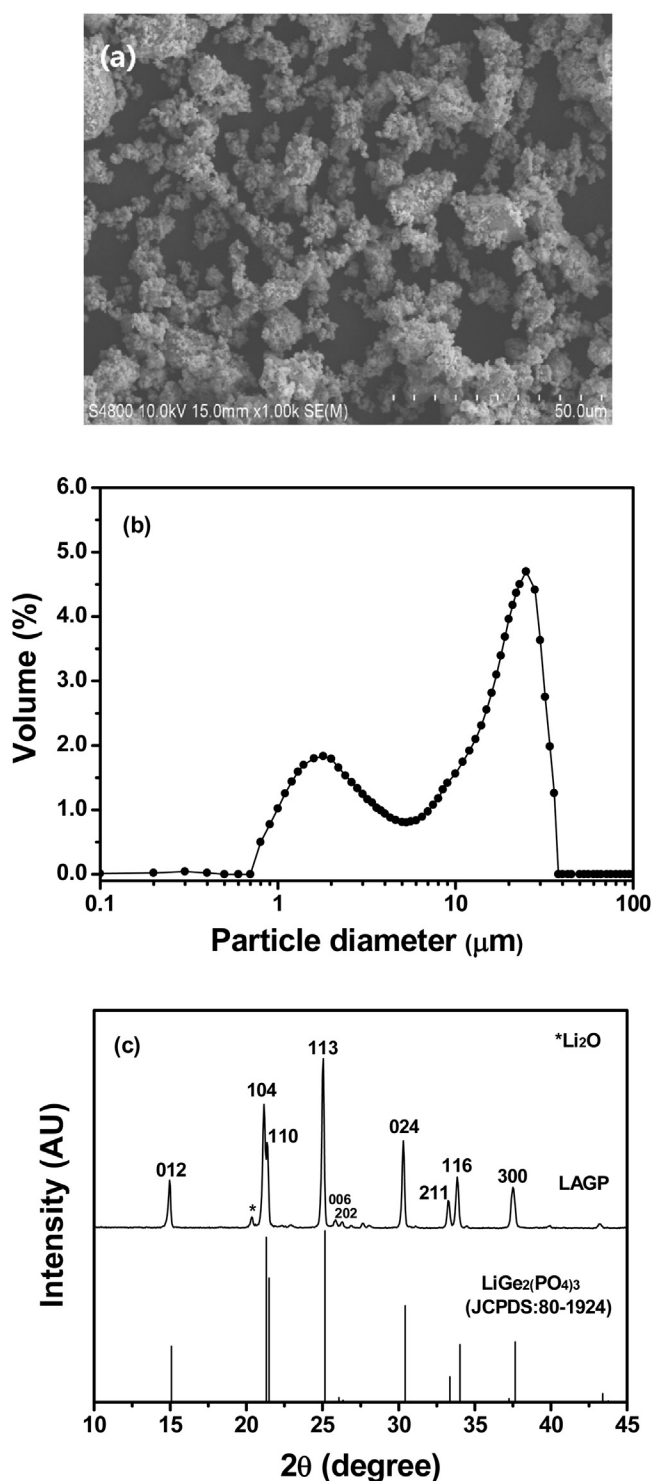 (a)
S4800 10.0kV 15.0mm x1.00k SE(M)
50.0um
(b)
6.0
5.0
4.0
3.0
2.0
1.0
0.0
Volume (%)
0.1
1
10
100
Particle diameter (μm)
(c)
*Li₂O
113
104
110
024
012
116
300
211
006
202
*
LAGP
LiGe₂(PO₄)₃
(JCPDS:80-1924)
Intensity (AU)
10
15
20
25
30
35
40
45
2θ (degree)